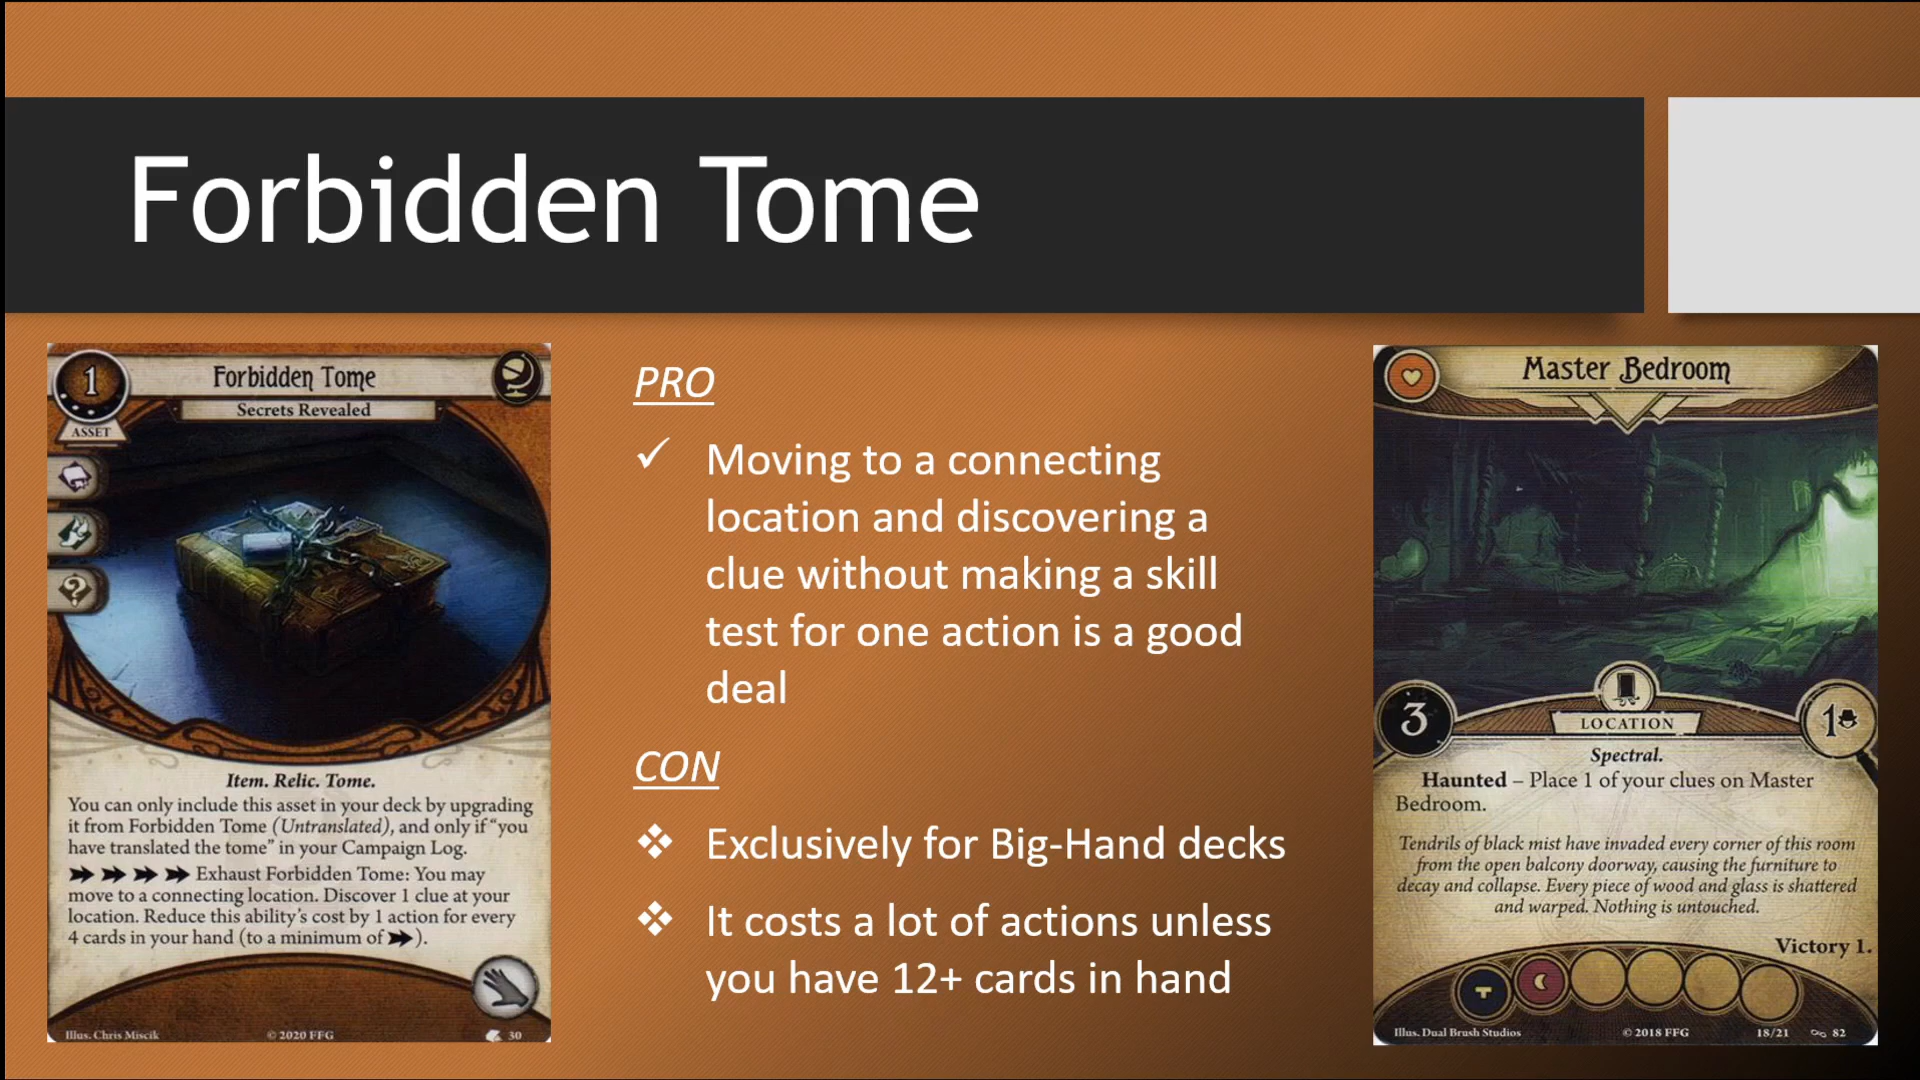 Forbidden Tome
1
Forbidden Tome
Secrets Revealed
ASSET
Item. Relic. Tome.
You can only include this asset in your deck by upgrading
it from Forbidden Tome (Untranslated), and only if “you
have translated the tome” in your Campaign Log.
Exhaust Forbidden Tome: You may
move to a connecting location. Discover 1 clue at your
location. Reduce this ability’s cost by 1 action for every
4 cards in your hand (to a minimum of ).
Illus. Chris Miscik
© 2020 FFG
30
PRO
Moving to a connecting
location and discovering a
clue without making a skill
test for one action is a good
deal
CON
Exclusively for Big-Hand decks
It costs a lot of actions unless
you have 12+ cards in hand
Master Bedroom
3
LOCATION
1
Spectral.
Haunted – Place 1 of your clues on Master
Bedroom.
Tendrils of black mist have invaded every corner of this room
from the open balcony doorway, causing the furniture to
decay and collapse. Every piece of wood and glass is shattered
and warped. Nothing is untouched.
Victory 1.
Illus. Dual Brush Studios
© 2018 FFG
18/21
82